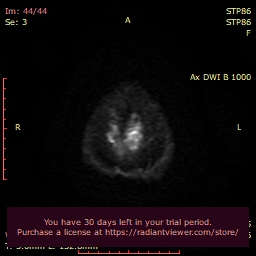 Im: 44/44
STP86
Se: 3
A
STP86
F
Ax DWI B 1000
R
L
You have 30 days left in your trial period.
Purchase a license at https://radiantviewer.com/store/